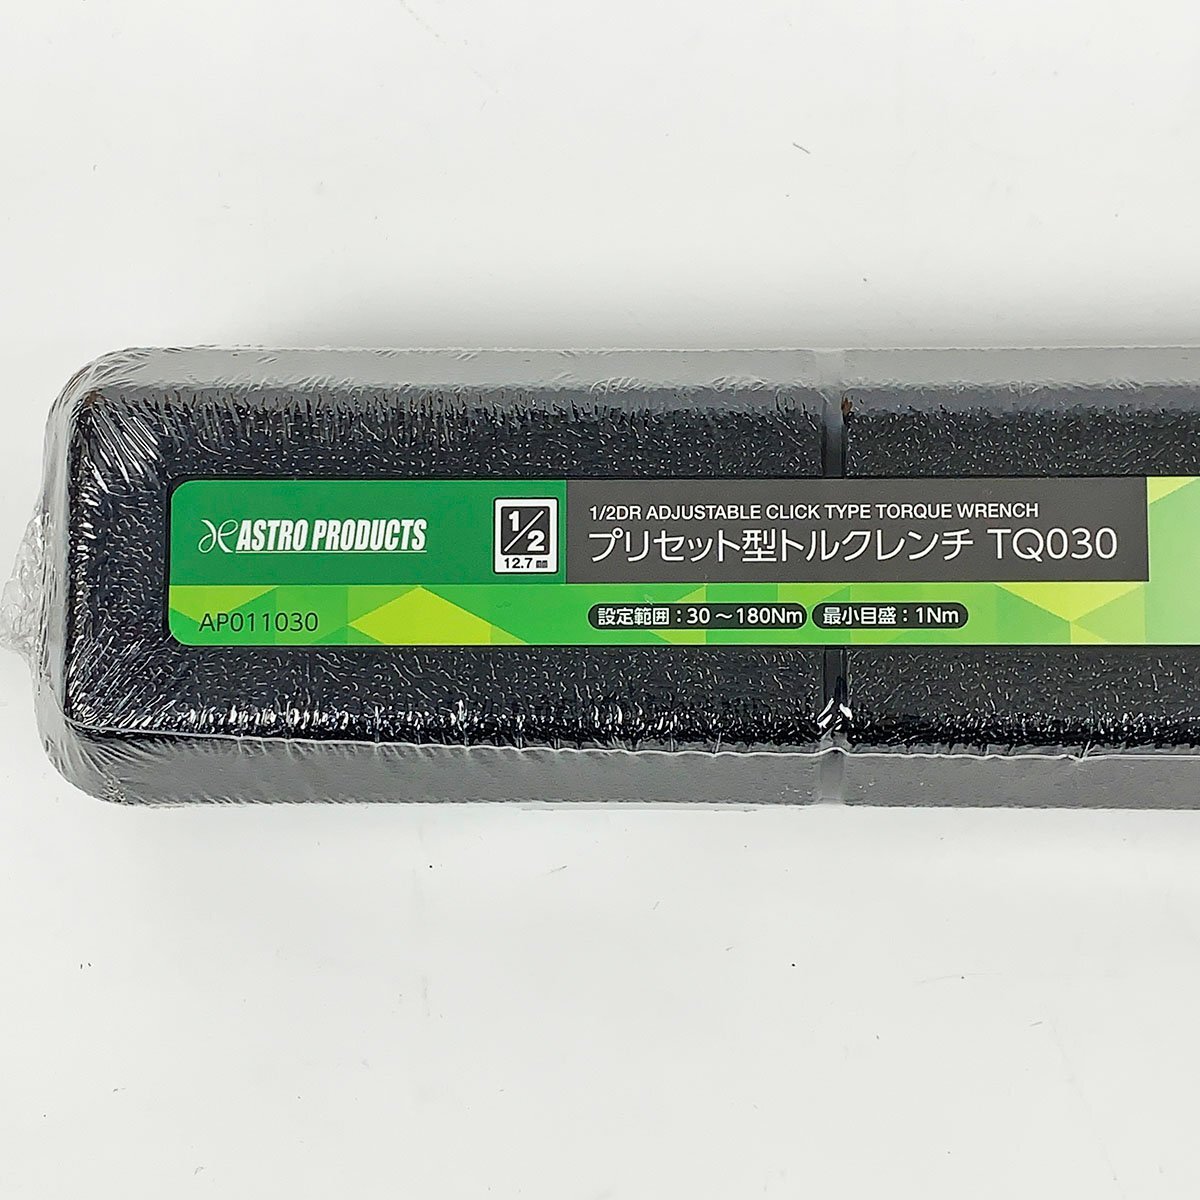 ASTRO PRODUCTS
1/2
12.7mm
1/2DR ADJUSTABLE CLICK TYPE TORQUE WRENCH
プリセット型トルクレンチ TQ030
AP011030
設定範囲：30～180Nm 最小目盛：1Nm